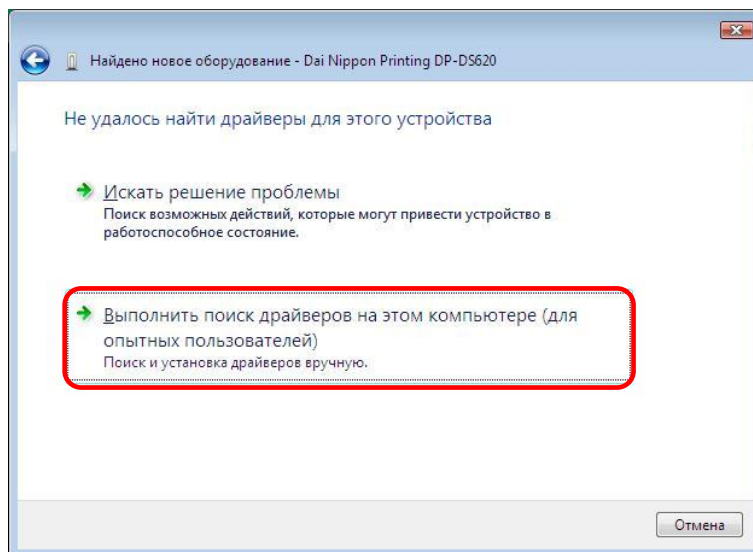 Найдено новое оборудование - Dai Nippon Printing DP-DS620
Не удалось найти драйверы для этого устройства
Искать решение проблемы
Поиск возможных действий, которые могут привести устройство в
работоспособное состояние.
Выполнить поиск драйверов на этом компьютере (для
опытных пользователей)
Поиск и установка драйверов вручную.
Отмена